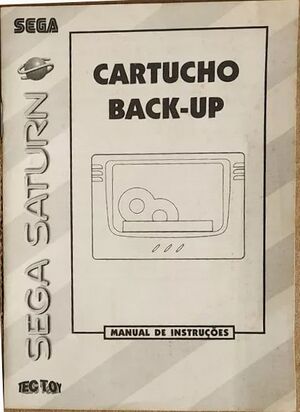 SEGA
CARTUCHO
BACK-UP
SEGA SATURN
MANUAL DE INSTRUÇÕES
TEC TOY